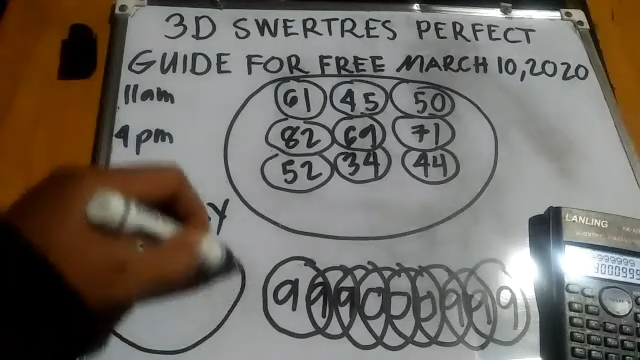 3D SWERTRES PERFECT
GUIDE FOR FREE MARCH 10,2020
11am
61 45 50
4pm
82 69 71
52 34 44
Y
999000999
LANLING